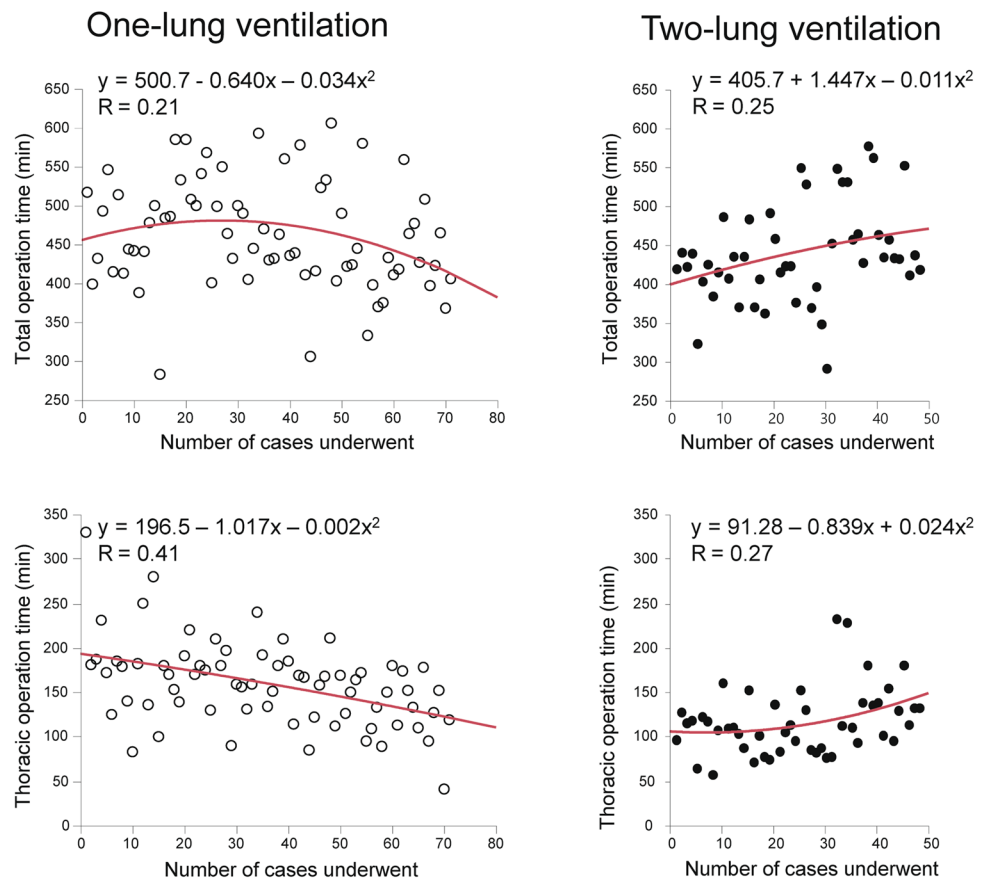 One-lung ventilation
y = 500.7 - 0.640x – 0.034x²
R = 0.21
650
600
550
500
450
400
350
300
250
Total operation time (min)
0 10 20 30 40 50 60 70 80
Number of cases underwent
Two-lung ventilation
y = 405.7 + 1.447x – 0.011x²
R = 0.25
650
600
550
500
450
400
350
300
250
Total operation time (min)
0 10 20 30 40 50
Number of cases underwent
y = 196.5 – 1.017x – 0.002x²
R = 0.41
350
300
250
200
150
100
50
0
Thoracic operation time (min)
0 10 20 30 40 50 60 70 80
Number of cases underwent
y = 91.28 – 0.839x + 0.024x²
R = 0.27
350
300
250
200
150
100
50
0
Thoracic operation time (min)
0 10 20 30 40 50
Number of cases underwent